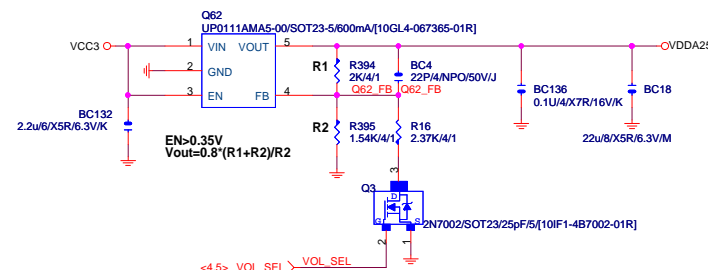 Q62
UP0111AMA5-00/SOT23-5/600mA/[10GL4-067365-01R]
VCC3
1
VIN
VOUT
5
VDDA25
2
GND
3
EN
FB
4
R1
R394
2K/4/1
BC4
22P/4/NPO/50V/J
Q62_FB
Q62_FB
BC136
0.1U/4/X7R/16V/K
BC18
22u/8/X5R/6.3V/M
BC132
2.2u/6/X5R/6.3V/K
EN>0.35V
Vout=0.8*(R1+R2)/R2
R2
R395
1.54K/4/1
R16
2.37K/4/1
3
Q3
D
G
S
2N7002/SOT23/25pF/5/[10IF1-4B7002-01R]
2
1
<4,5> VOL_SEL
VOL_SEL